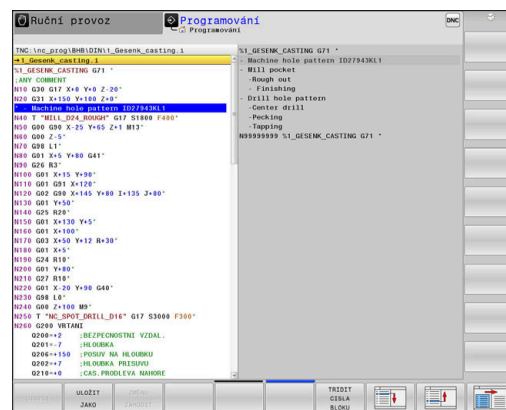 Ruční provoz
Programování
Programování
DNC
TNC:\nc_prog\BHB\DIN\1_Gesenk_casting.i
→1_Gesenk_casting.i
%1_GESENK_CASTING G71 *
;ANY COMMENT
N10 G30 G17 X+0 Y+0 Z-20*
N20 G31 X+150 Y+100 Z+0*
* - Machine hole pattern ID27943KL1
N40 T "MILL_D24_ROUGH" G17 S1800 F400*
N50 G00 G90 X-25 Y+65 Z+1 M13*
N60 G00 Z-5*
N70 G98 L1*
N80 G01 X+5 Y+80 G41*
N90 G26 R3*
N100 G01 X+15 Y+90*
N110 G01 G91 X+120*
N120 G02 G90 X+145 Y+80 I+135 J+80*
N130 G01 Y+50*
N140 G25 R20*
N150 G01 X+130 Y+5*
N160 G01 X+100*
N170 G03 X+50 Y+12 R+30*
N180 G01 X+5*
N190 G24 R10*
N200 G01 Y+80*
N210 G27 R10*
N220 G01 X-20 Y+90 G40*
N230 G98 L0*
N240 G00 Z+100 M9*
N250 T "NC_SPOT_DRILL_D16" G17 S3000 F300*
N260 G200 VRTANI
Q200=+2 ;BEZPECNOSTNI VZDAL.
Q201=-7 ;HLOUBKA
Q206=+150 ;POSUV NA HLOUBKU
Q202=+7 ;HLOUBKA PRISUVU
Q210=+0 ;CAS.PRODLEVA NAHORE
%1_GESENK_CASTING G71 *
- Machine hole pattern ID27943KL1
- Mill pocket
-Rough out
- Finishing
- Drill hole pattern
-Center drill
-Pecking
-Tapping
N99999999 %1_GESENK_CASTING G71 *
ULOŽIT
JAKO
TRIDIT
CISLA
BLOKU